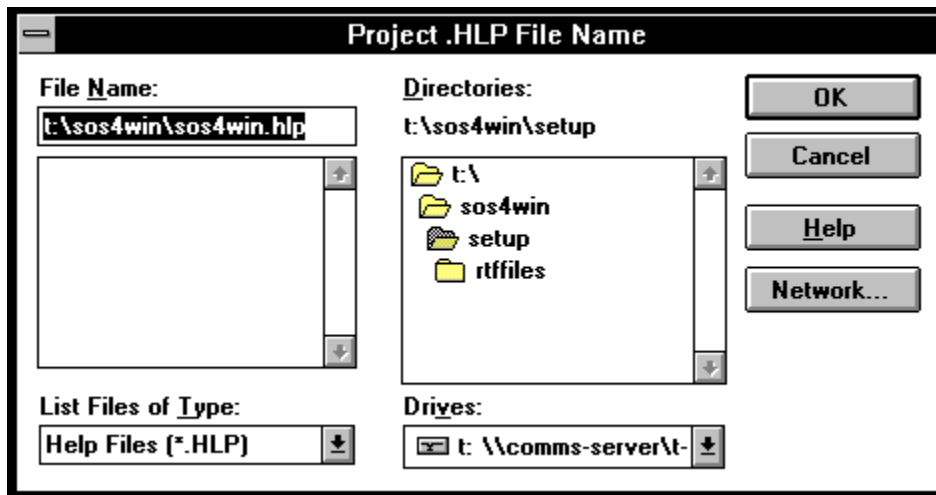 Project .HLP File Name
File Name:
t:\sos4win\sos4win.hlp
List Files of Type:
Help Files (*.HLP)
Directories:
t:\sos4win\setup
t:\
sos4win
setup
rtffiles
Drives:
t: \\comms-server\t-
OK
Cancel
Help
Network...